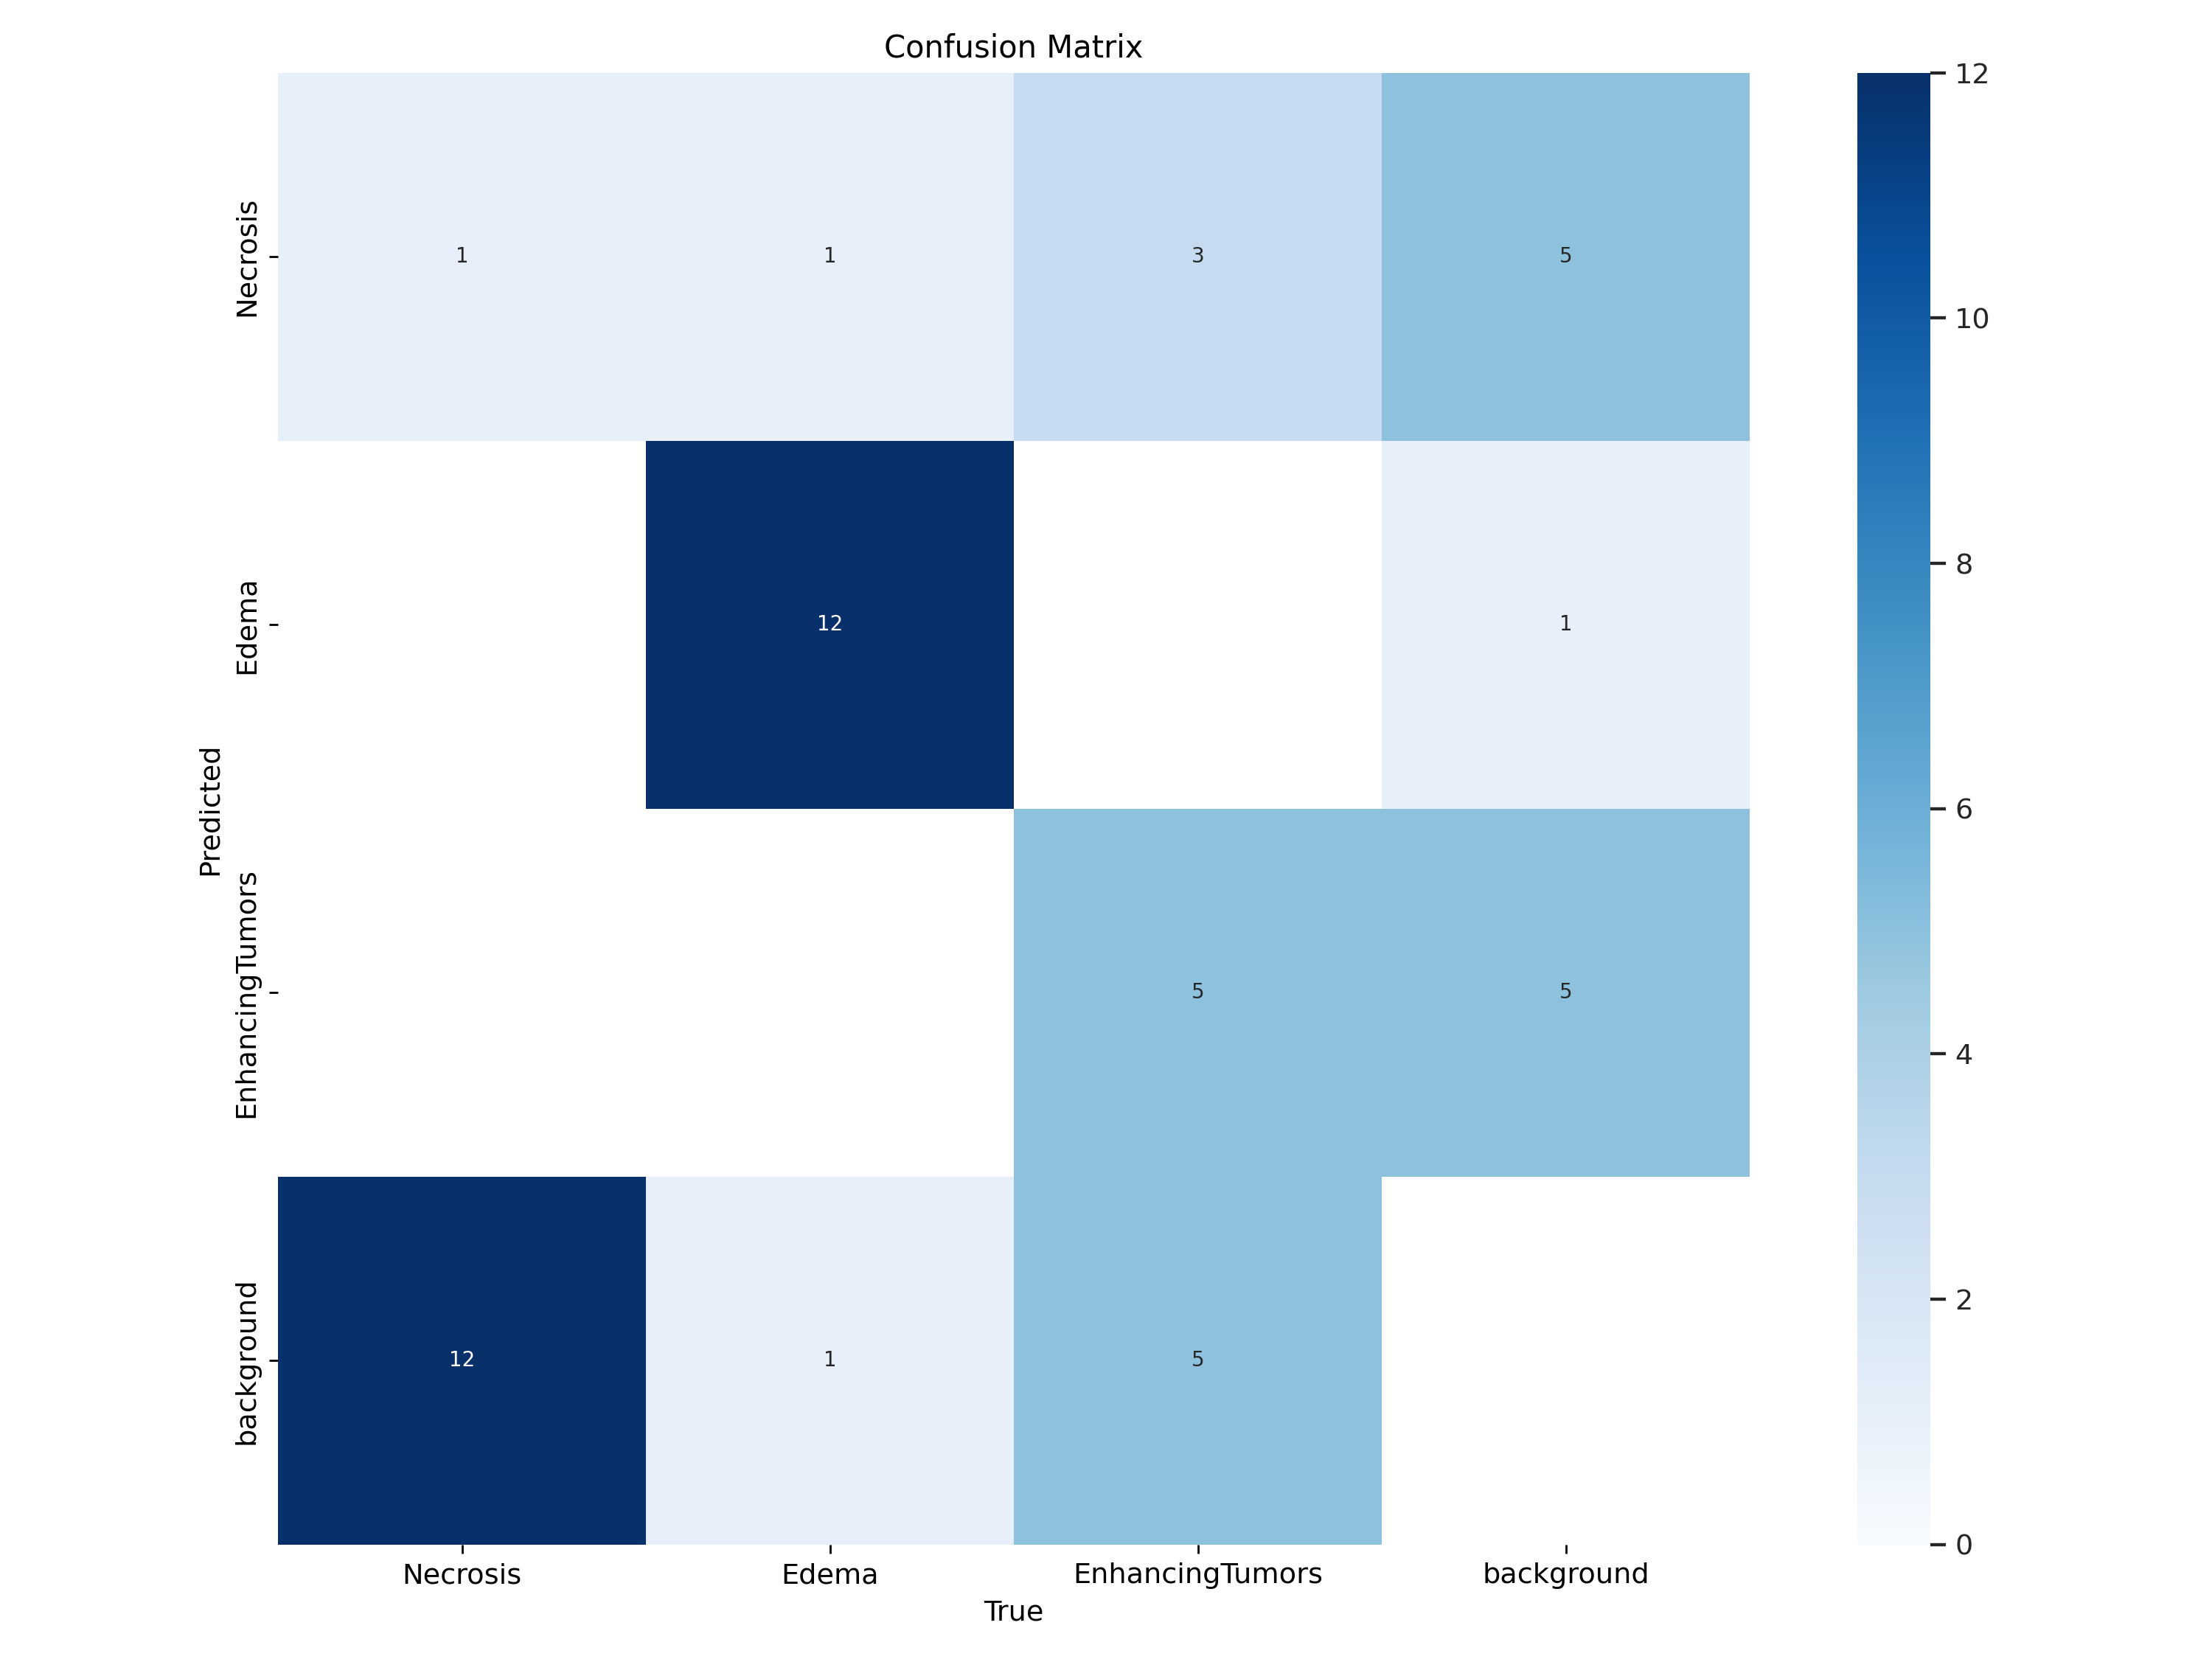 Confusion Matrix
Necrosis
Edema
EnhancingTumors
background
Predicted
1 1 3 5
12 1
5 5
12 1 5
Necrosis Edema EnhancingTumors background
True
12
10
8
6
4
2
0